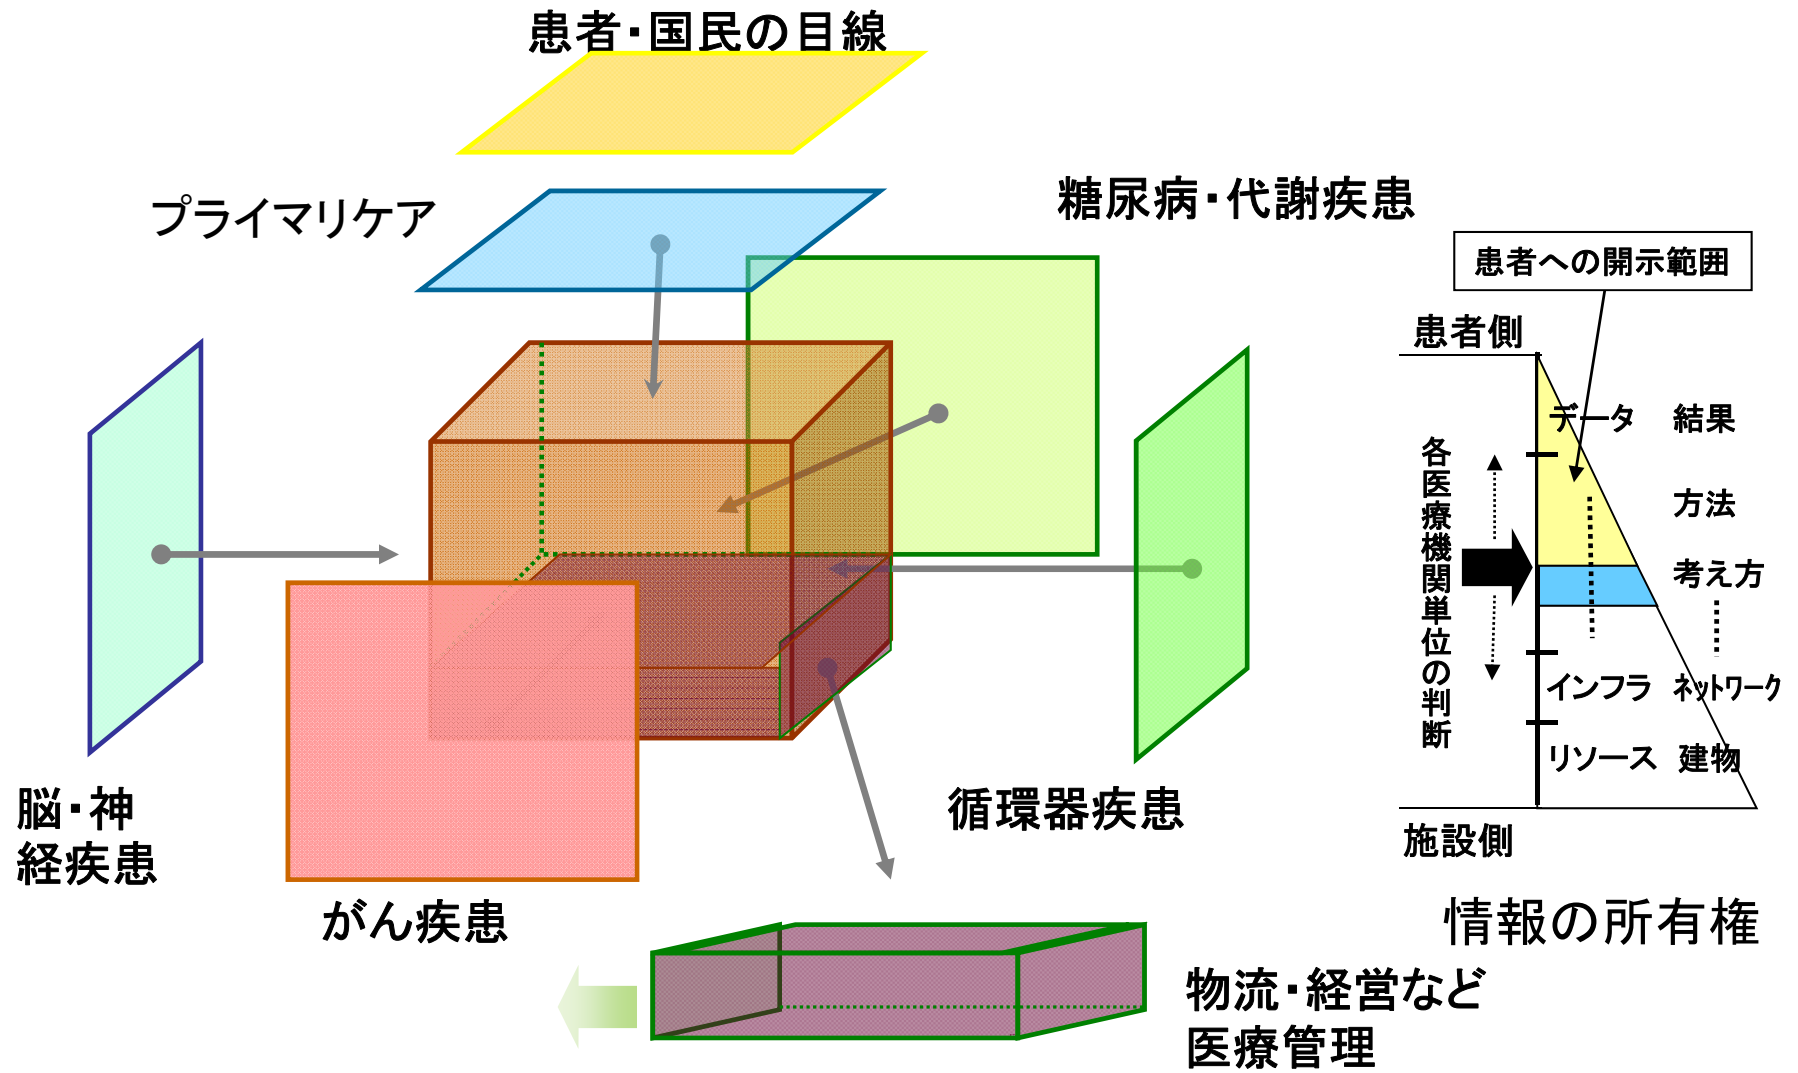 患者・国民の目線
プライマリケア
糖尿病・代謝疾患
患者への開示範囲
患者側
データ 結果
各医療機関単位の判断
方法
考え方
インフラ ネットワーク
リソース 建物
脳・神
経疾患
循環器疾患
施設側
がん疾患
情報の所有権
物流・経営など
医療管理